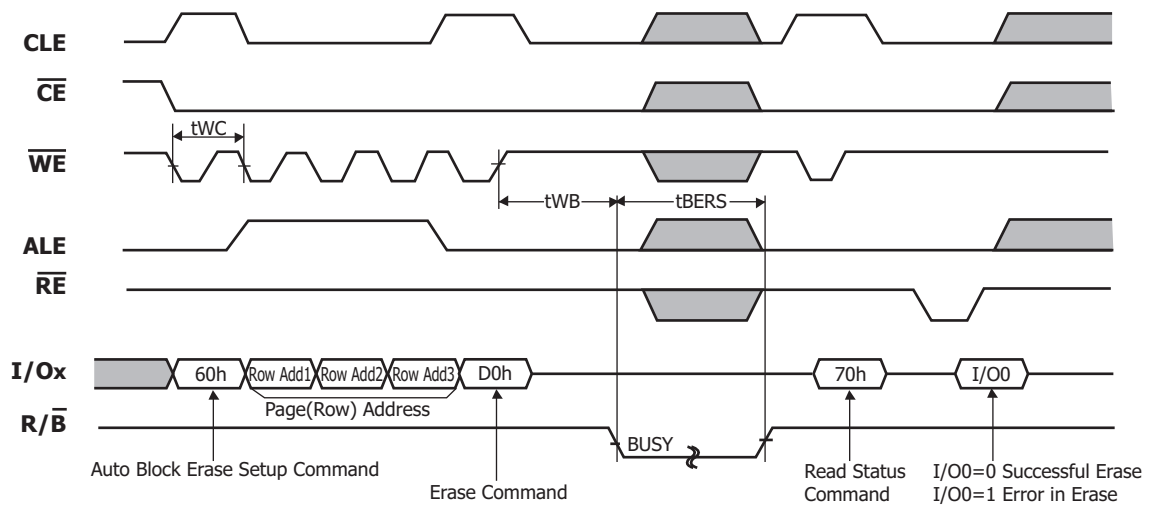 CLE
CE
tWC
WE
tWB
tBERS
ALE
RE
I/Ox
60h
Row Add1
Row Add2
Row Add3
D0h
70h
I/O0
Page(Row) Address
R/B
BUSY
Auto Block Erase Setup Command
Erase Command
Read Status
Command
I/O0=0 Successful Erase
I/O0=1 Error in Erase